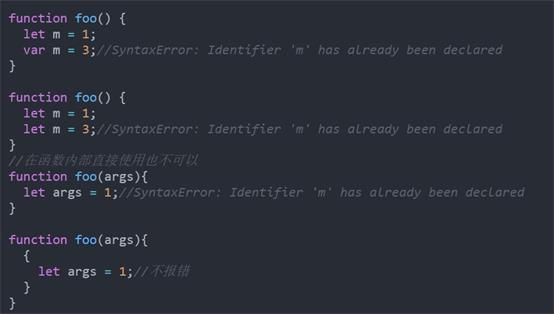 function foo() {
  let m = 1;
  var m = 3;//SyntaxError: Identifier 'm' has already been declared
}
function foo() {
  let m = 1;
  let m = 3;//SyntaxError: Identifier 'm' has already been declared
}
//在函数内部直接使用也不可以
function foo(args){
  let args = 1;//SyntaxError: Identifier 'm' has already been declared
}
function foo(args){
  {
    let args = 1;//不报错
  }
}